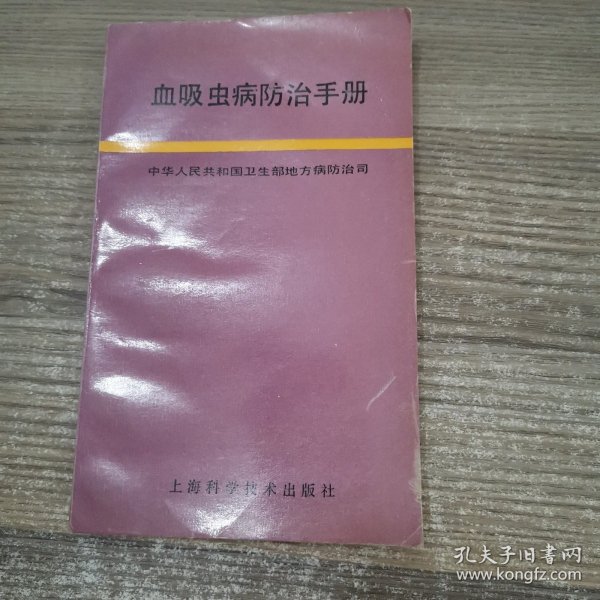 血吸虫病防治手册
中华人民共和国卫生部地方病防治司
上海科学技术出版社
孔夫子旧书网
www.kongfz.com